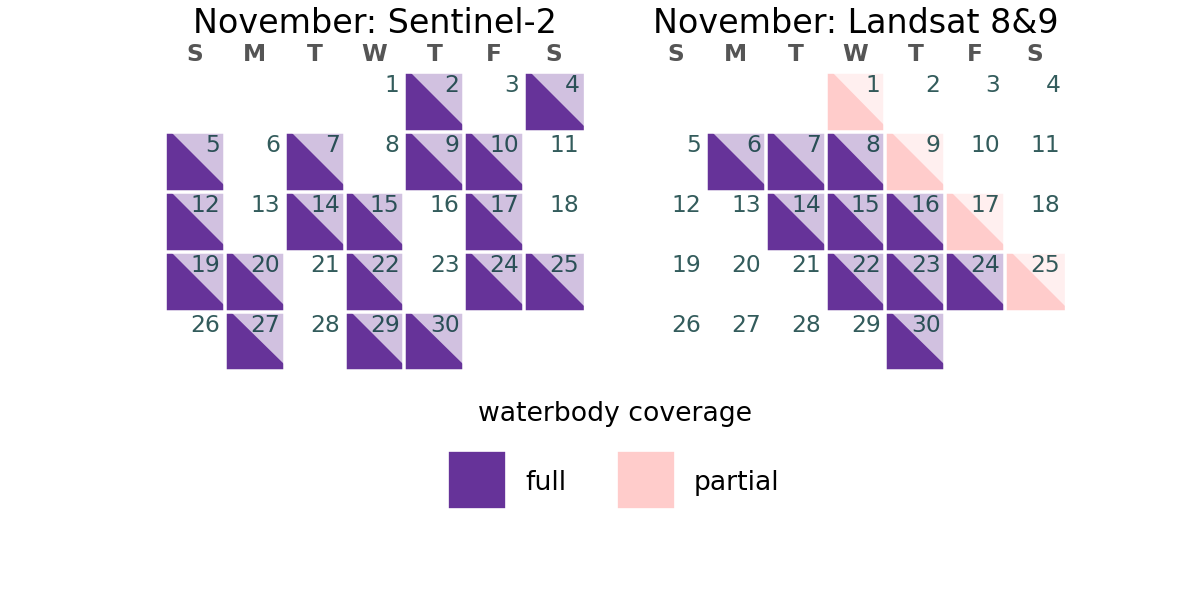 November: Sentinel-2
S M T W T F S
1 2 3 4
5 6 7 8 9 10 11
12 13 14 15 16 17 18
19 20 21 22 23 24 25
26 27 28 29 30
November: Landsat 8&9
S M T W T F S
1 2 3 4
5 6 7 8 9 10 11
12 13 14 15 16 17 18
19 20 21 22 23 24 25
26 27 28 29 30
waterbody coverage
full
partial